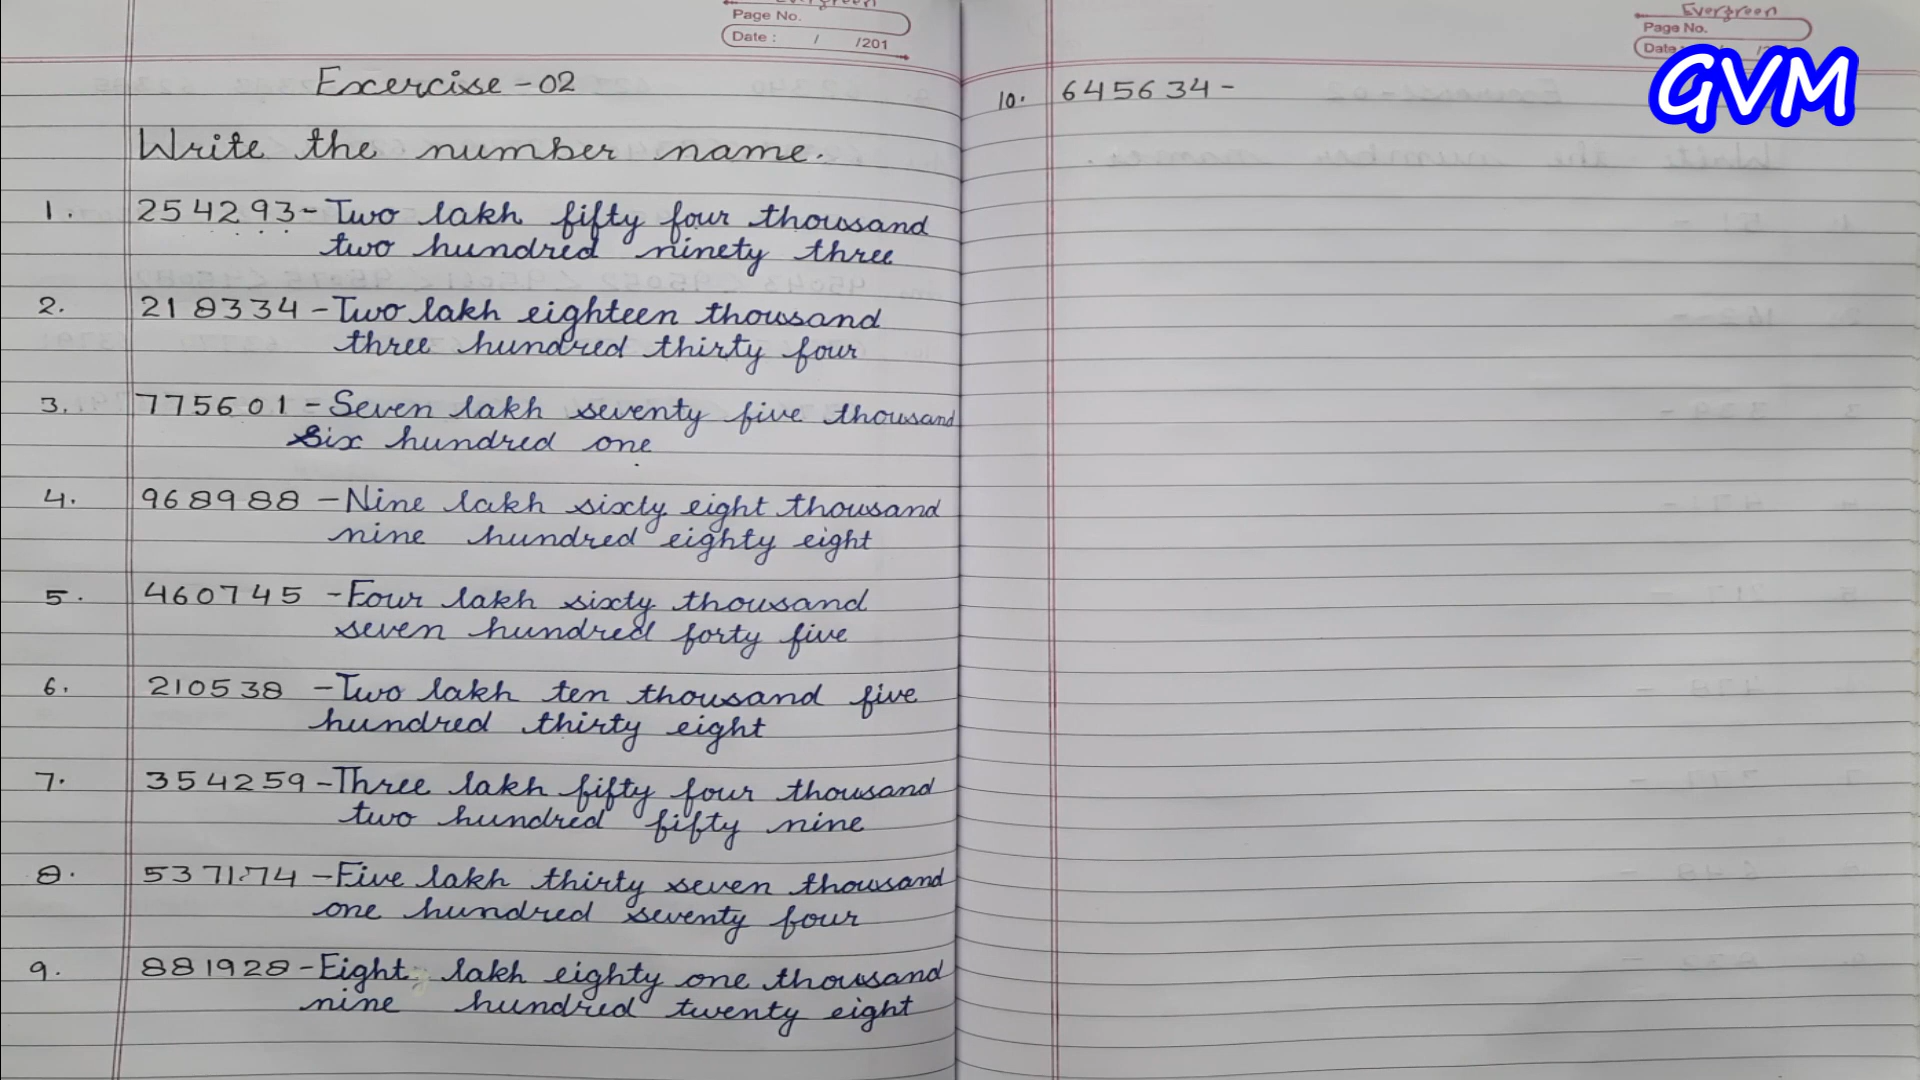 Evergreen
Page No.
Date : / /201
Excercise-02
Write the number name.
1. 254293-Two lakh fifty four thousand
two hundred ninety three
2. 218334-Two lakh eighteen thousand
three hundred thirty four
3. 775601-Seven lakh seventy five thousand
Six hundred one
4. 968988-Nine lakh sixty eight thousand
nine hundred eighty eight
5. 460745-Four lakh sixty thousand
seven hundred forty five
6. 210538-Two lakh ten thousand five
hundred thirty eight
7. 354259-Three lakh fifty four thousand
two hundred fifty nine
8. 537174-Five lakh thirty seven thousand
one hundred seventy four
9. 881928-Eight lakh eighty one thousand
nine hundred twenty eight
Evergreen
Page No.
Date
GVM
10. 645634-